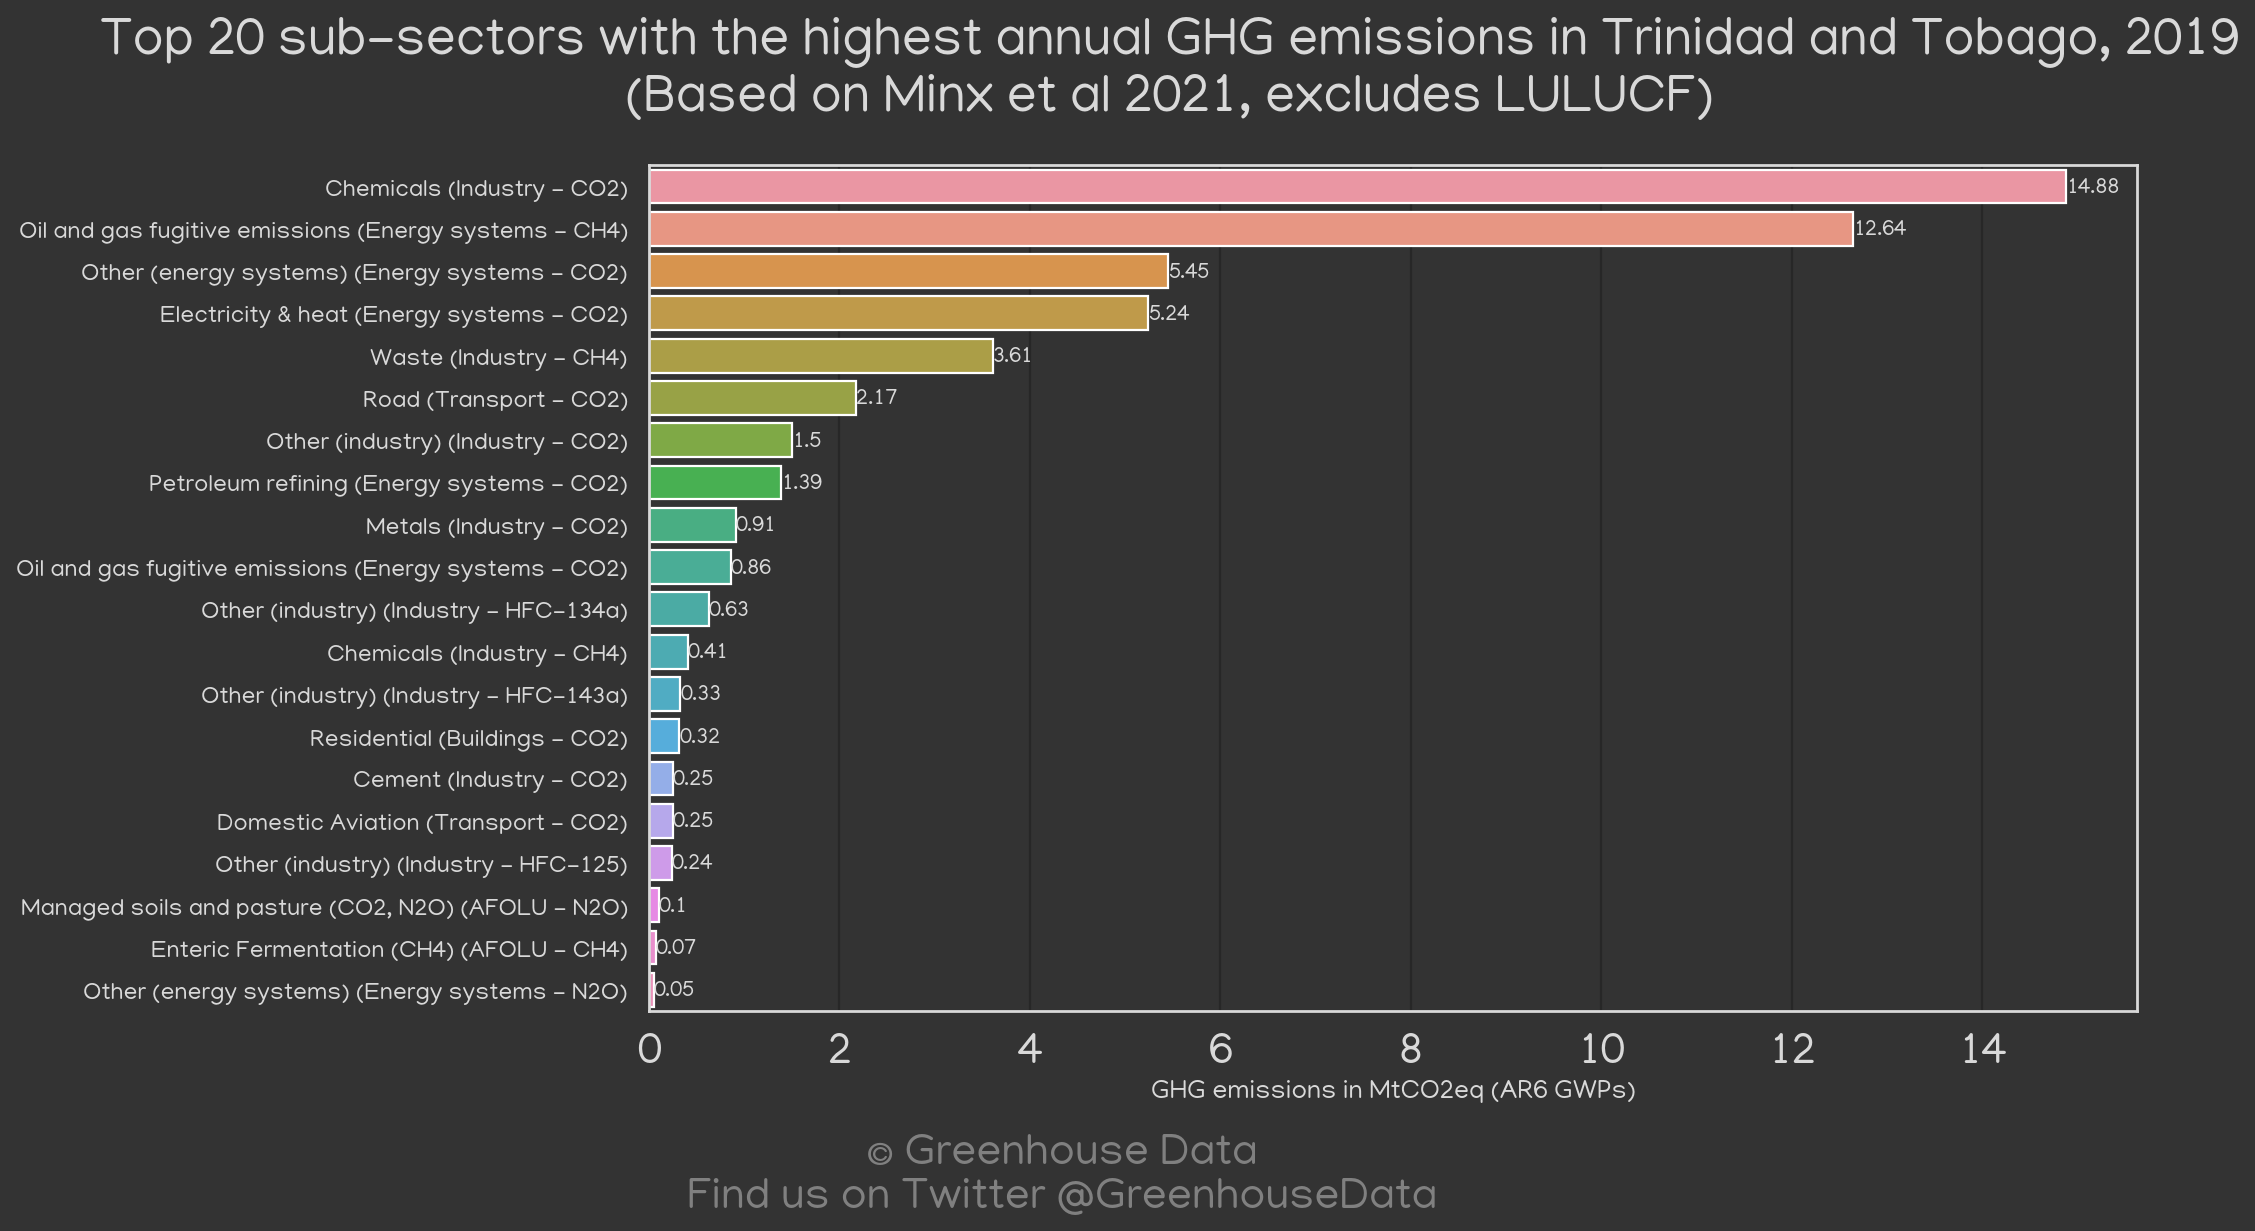 Top 20 sub-sectors with the highest annual GHG emissions in Trinidad and Tobago, 2019
(Based on Minx et al 2021, excludes LULUCF)
Chemicals (Industry - CO2) 14.88
Oil and gas fugitive emissions (Energy systems - CH4) 12.64
Other (energy systems) (Energy systems - CO2) 5.45
Electricity & heat (Energy systems - CO2) 5.24
Waste (Industry - CH4) 3.61
Road (Transport - CO2) 2.17
Other (industry) (Industry - CO2) 1.5
Petroleum refining (Energy systems - CO2) 1.39
Metals (Industry - CO2) 0.91
Oil and gas fugitive emissions (Energy systems - CO2) 0.86
Other (industry) (Industry - HFC-134a) 0.63
Chemicals (Industry - CH4) 0.41
Other (industry) (Industry - HFC-143a) 0.33
Residential (Buildings - CO2) 0.32
Cement (Industry - CO2) 0.25
Domestic Aviation (Transport - CO2) 0.25
Other (industry) (Industry - HFC-125) 0.24
Managed soils and pasture (CO2, N2O) (AFOLU - N2O) 0.1
Enteric Fermentation (CH4) (AFOLU - CH4) 0.07
Other (energy systems) (Energy systems - N2O) 0.05
0 2 4 6 8 10 12 14
GHG emissions in MtCO2eq (AR6 GWPs)
© Greenhouse Data
Find us on Twitter @GreenhouseData